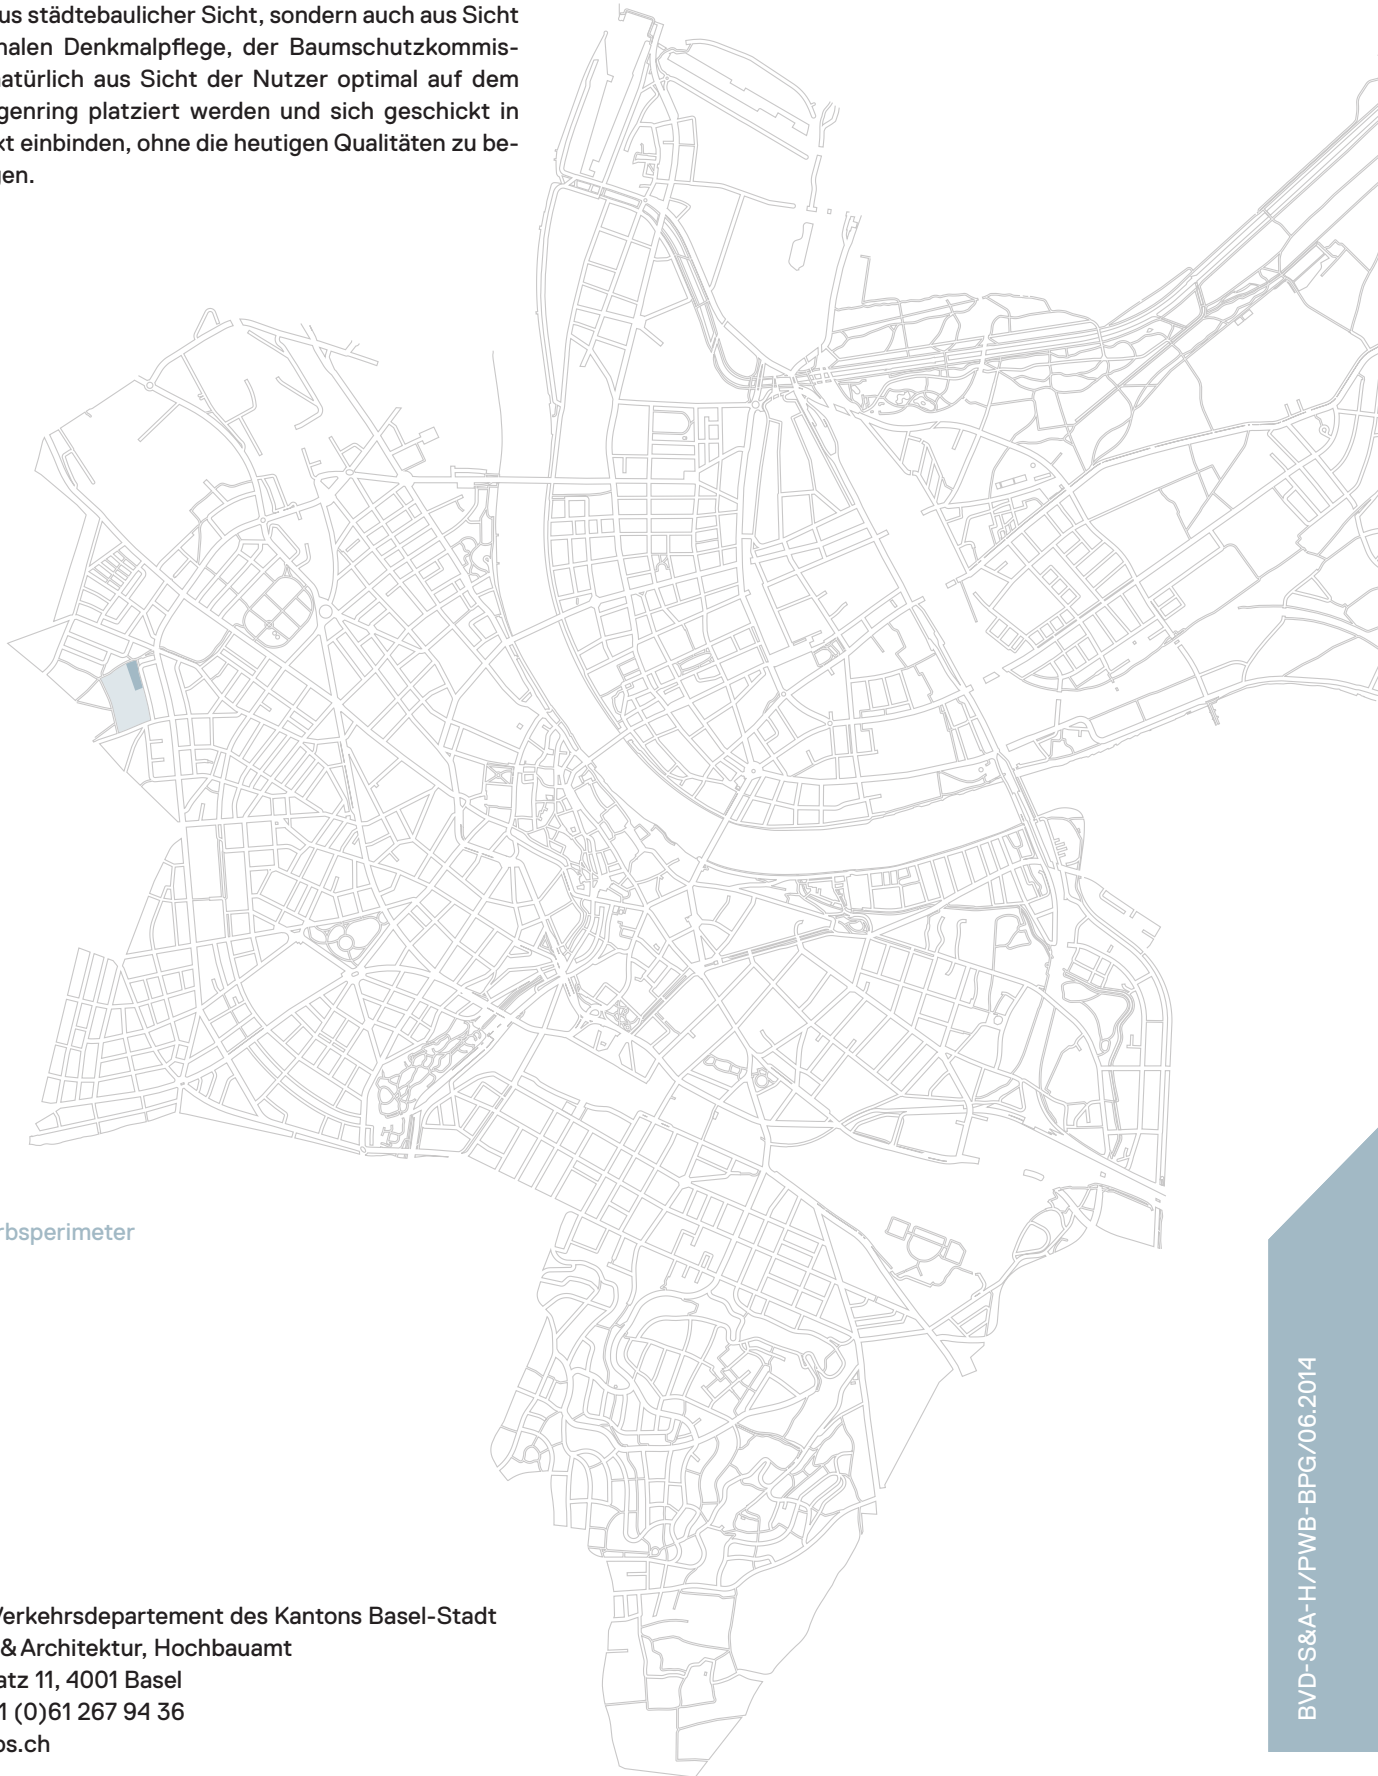 us städtebaulicher Sicht, sondern auch aus Sicht
nalen Denkmalpflege, der Baumschutzkommis-
natürlich aus Sicht der Nutzer optimal auf dem
genring platziert werden und sich geschickt in
kt einbinden, ohne die heutigen Qualitäten zu be-
gen.
rbsperimeter
Verkehrsdepartement des Kantons Basel-Stadt
& Architektur, Hochbauamt
atz 11, 4001 Basel
1 (0)61 267 94 36
os.ch
BVD-S&A-H/PWB-BPG/06.2014